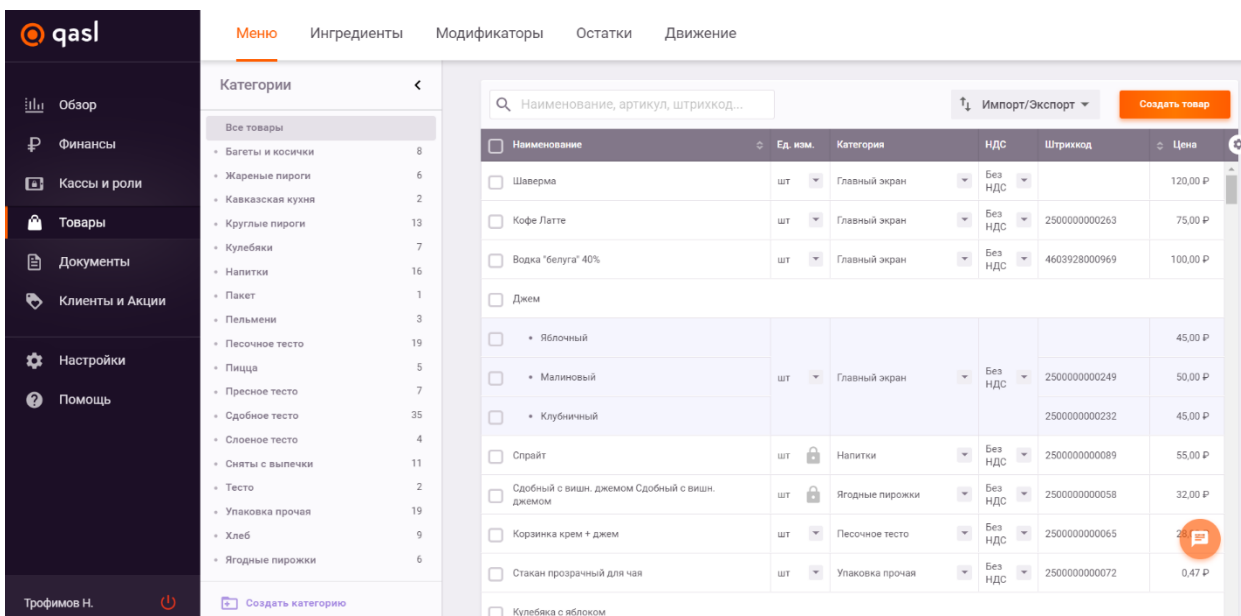 qasl
Меню Ингредиенты Модификаторы Остатки Движение
Обзор
Финансы
Кассы и роли
Товары
Документы
Клиенты и Акции
Настройки
Помощь
Трофимов Н.
Категории
Все товары
Багеты и косички 8
Жареные пироги 6
Кавказская кухня 2
Круглые пироги 13
Кулебяки 7
Напитки 16
Пакет 1
Пельмени 3
Песочное тесто 19
Пицца 5
Пресное тесто 7
Сдобное тесто 35
Слоеное тесто 4
Сняты с выпечки 11
Тесто 2
Упаковка прочая 19
Хлеб 9
Ягодные пирожки 6
Создать категорию
Наименование, артикул, штрихкод... Импорт/Экспорт Создать товар
Наименование Ед. изм. Категория НДС Штрихкод Цена
Шаверма шт Главный экран Без НДС 120,00 ₽
Кофе Латте шт Главный экран Без НДС 2500000000263 75,00 ₽
Водка "белуга" 40% шт Главный экран Без НДС 4603928000969 100,00 ₽
Джем
Яблочный 45,00 ₽
Малиновый шт Главный экран Без НДС 2500000000249 50,00 ₽
Клубничный 2500000000232 45,00 ₽
Спрайт шт Напитки Без НДС 2500000000089 55,00 ₽
Сдобный с вишн. джемом Сдобный с вишн.
джемом шт Ягодные пирожки Без НДС 2500000000058 32,00 ₽
Корзинка крем + джем шт Песочное тесто Без НДС 2500000000065
Стакан прозрачный для чая шт Упаковка прочая Без НДС 2500000000072 0,47 ₽
Кулебяка с яблоком